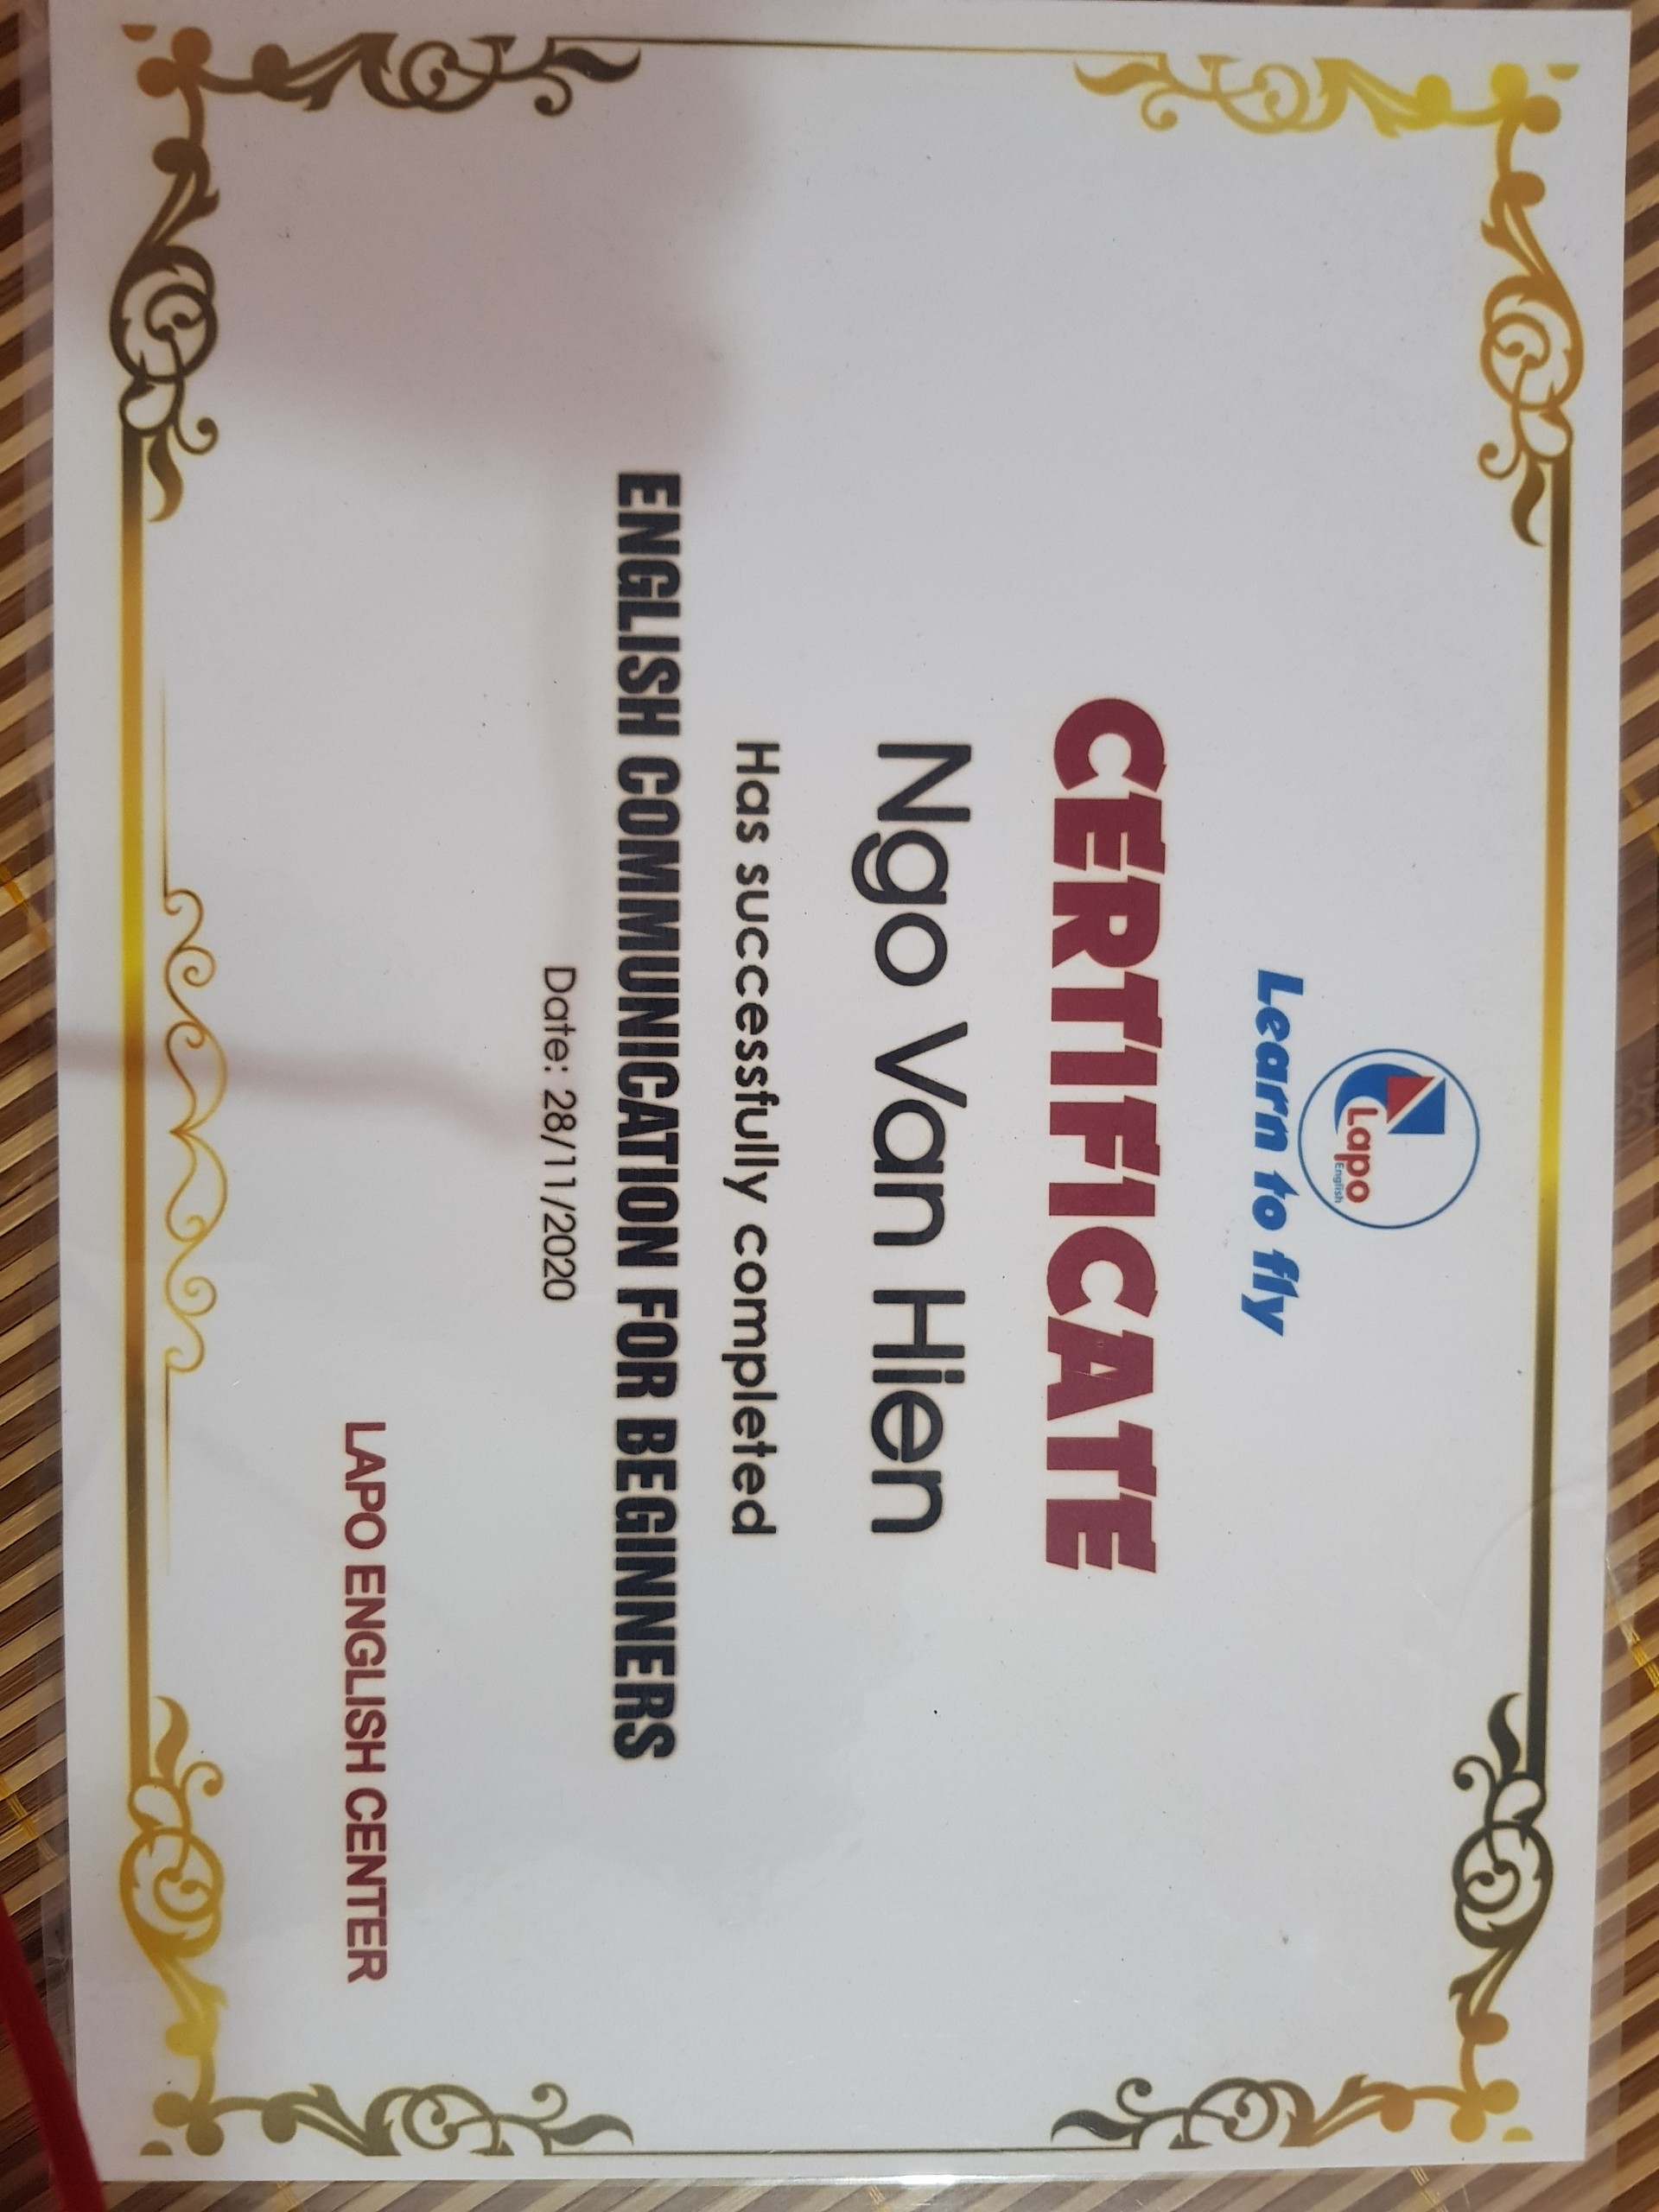 Lapo
English
Learn to fly
CERTIFICATE
Ngo Van Hien
Has successfully completed
ENGLISH COMMUNICATION FOR BEGINNERS
Date: 28/11/2020
LAPO ENGLISH CENTER